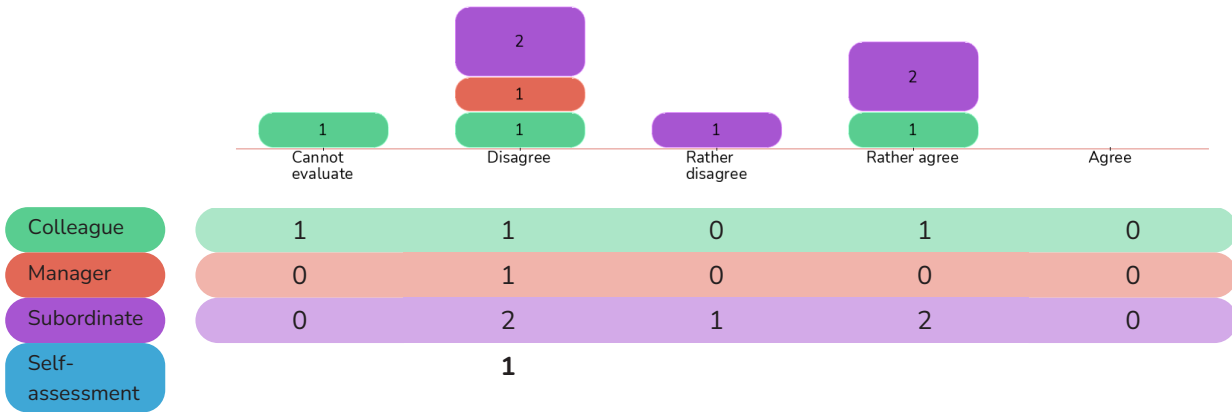 2
2
1
1
1
1
1
Cannot
evaluate
Disagree
Rather
disagree
Rather agree
Agree
Colleague 1 1 0 1 0
Manager 0 1 0 0 0
Subordinate 0 2 1 2 0
Self-
assessment
1